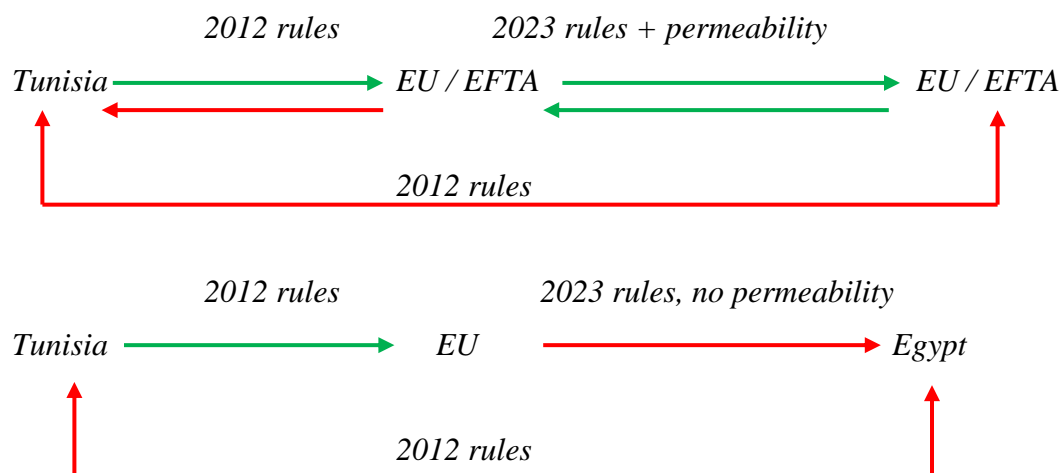 2012 rules 2023 rules + permeability
Tunisia EU / EFTA EU / EFTA
2012 rules
2012 rules 2023 rules, no permeability
Tunisia EU Egypt
2012 rules